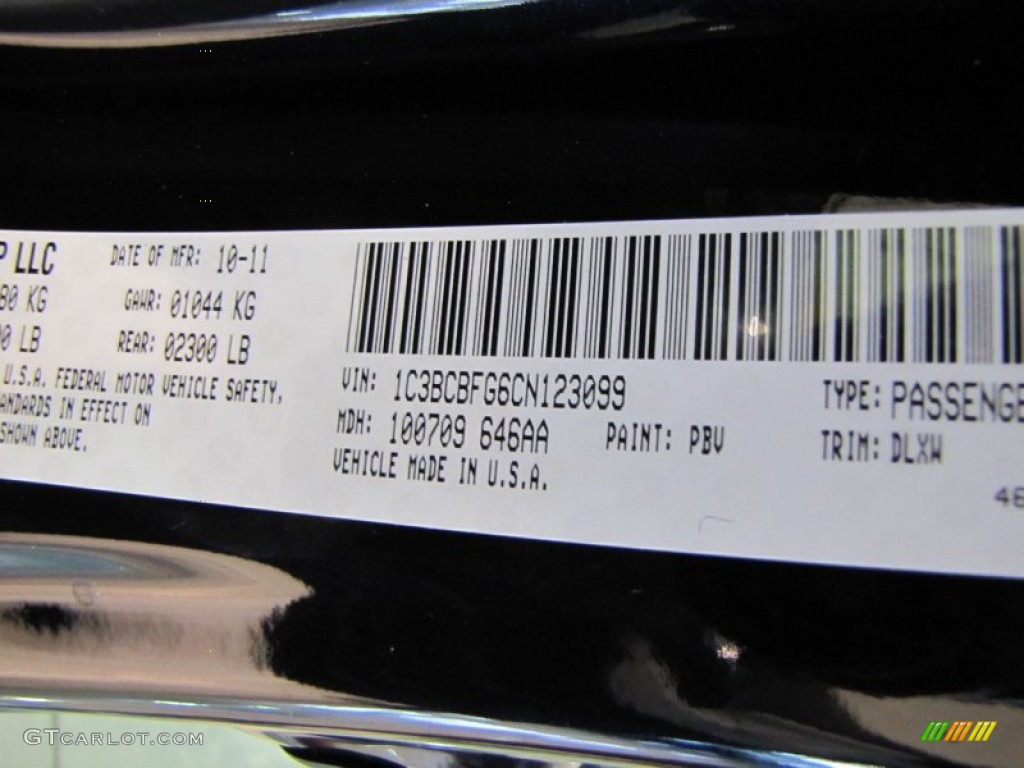 P LLC DATE OF MFR: 10-11
80 KG GAWR: 01044 KG
0 LB REAR: 02300 LB
U.S.A. FEDERAL MOTOR VEHICLE SAFETY,
ANDARDS IN EFFECT ON
SHOWN ABOVE.
VIN: 1C3BCBFG6CN123099 TYPE: PASSENGE
MDH: 100709 646AA PAINT: PBV TRIM: DLXW
VEHICLE MADE IN U.S.A.
46
GTCARLOT.COM